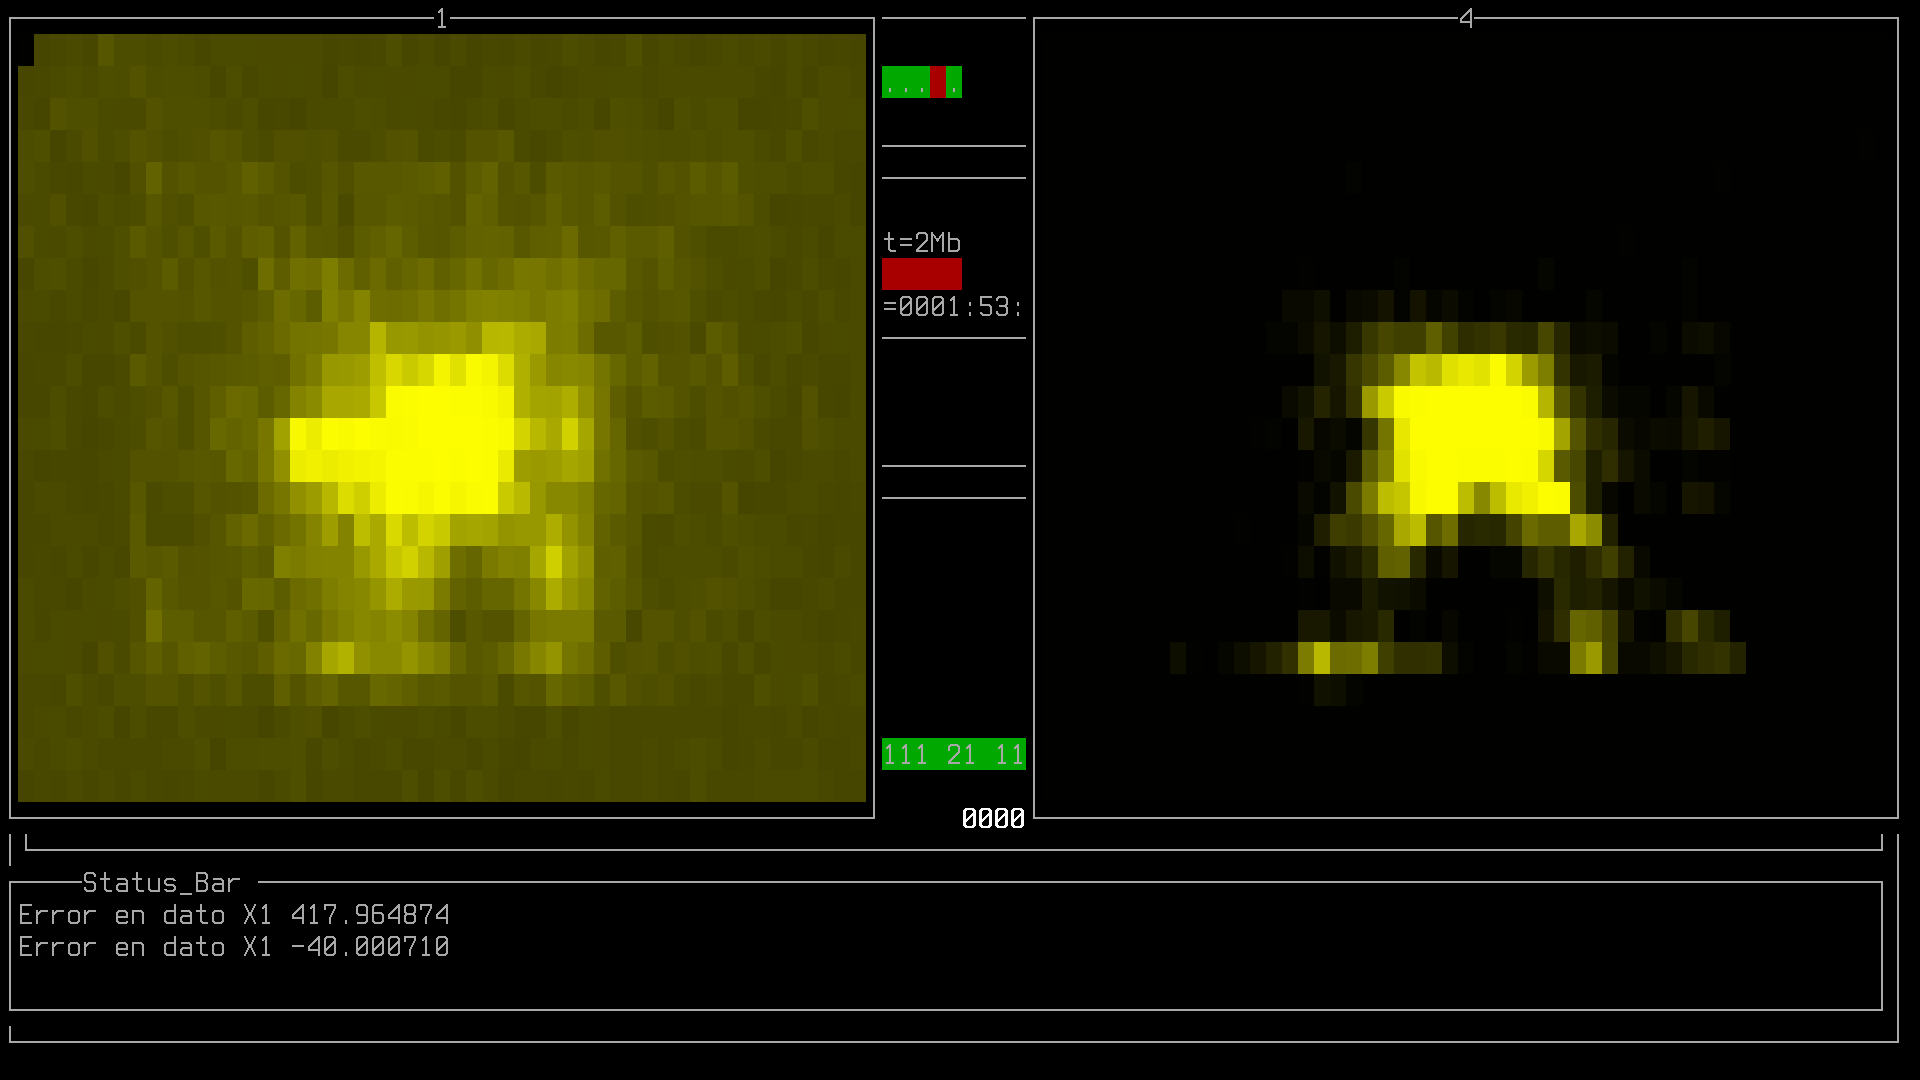 1
4
... .
t=2Mb
=0001:53:
111 21 11
0000
Status_Bar
Error en dato X1 417.964874
Error en dato X1 -40.000710